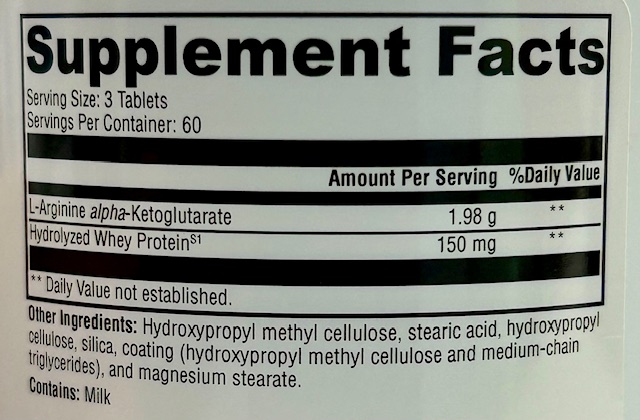 Supplement Facts
Serving Size: 3 Tablets
Servings Per Container: 60
Amount Per Serving %Daily Value
L-Arginine alpha-Ketoglutarate 1.98 g **
Hydrolyzed Whey Protein§1 150 mg **
** Daily Value not established.
Other Ingredients: Hydroxypropyl methyl cellulose, stearic acid, hydroxypropyl
cellulose, silica, coating (hydroxypropyl methyl cellulose and medium-chain
triglycerides), and magnesium stearate.
Contains: Milk